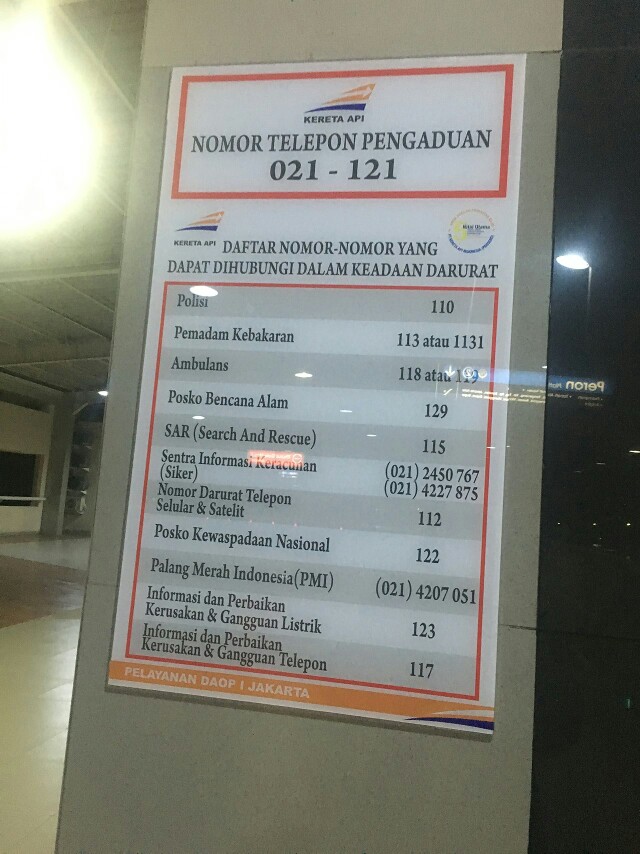 KERETA API
NOMOR TELEPON PENGADUAN
021 - 121
KERETA API
DAFTAR NOMOR-NOMOR YANG
DAPAT DIHUBUNGI DALAM KEADAAN DARURAT
Polisi 110
Pemadam Kebakaran 113 atau 1131
Ambulans 118 atau 119
Posko Bencana Alam 129
SAR (Search And Rescue) 115
Sentra Informasi Keracunan (021) 2450 767
(Siker) (021) 4227 875
Nomor Darurat Telepon
Selular & Satelit 112
Posko Kewaspadaan Nasional 122
Palang Merah Indonesia(PMI) (021) 4207 051
Informasi dan Perbaikan
Kerusakan & Gangguan Listrik 123
Informasi dan Perbaikan
Kerusakan & Gangguan Telepon 117
PELAYANAN DAOP I JAKARTA
Peron